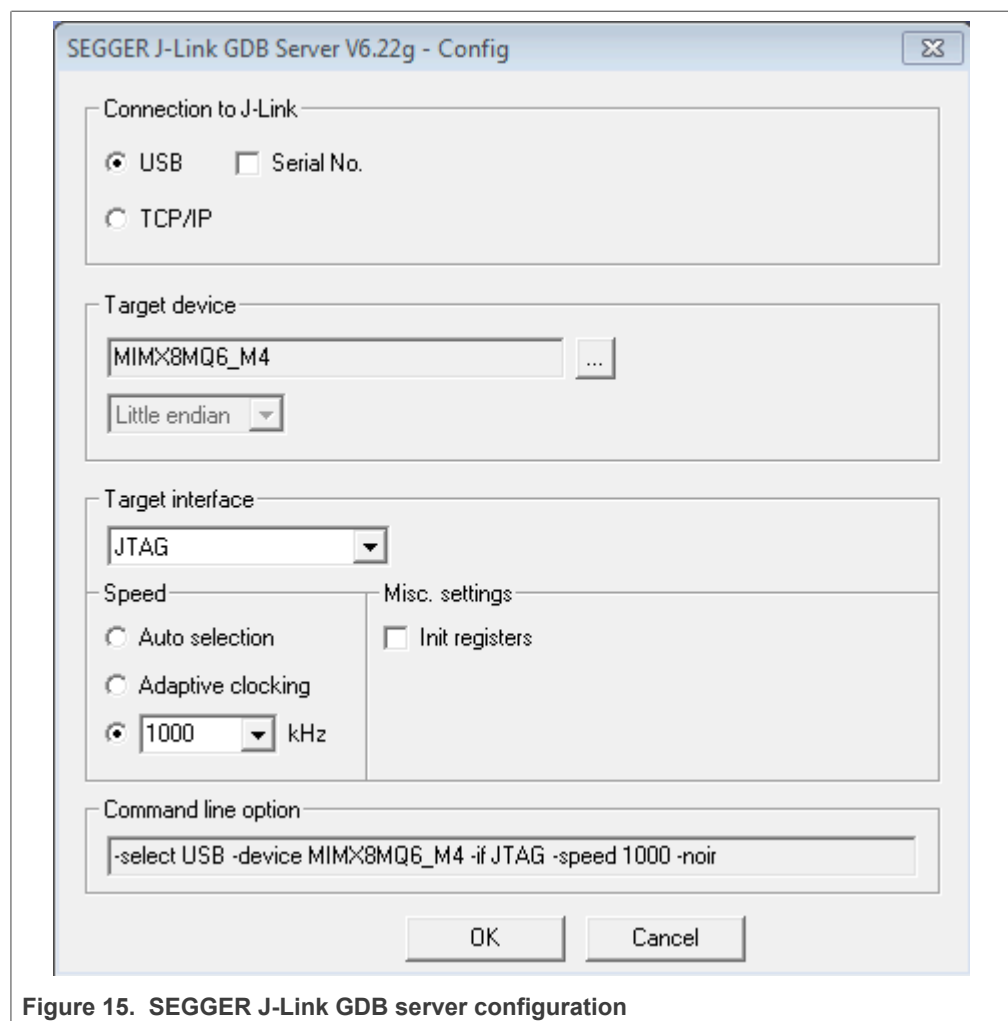 SEGGER J-Link GDB Server V6.22g - Config
Connection to J-Link
USB Serial No.
TCP/IP
Target device
MIMX8MQ6_M4 ...
Little endian
Target interface
JTAG
Speed Misc. settings
Auto selection Init registers
Adaptive clocking
1000 kHz
Command line option
-select USB -device MIMX8MQ6_M4 -if JTAG -speed 1000 -noir
OK Cancel
Figure 15. SEGGER J-Link GDB server configuration